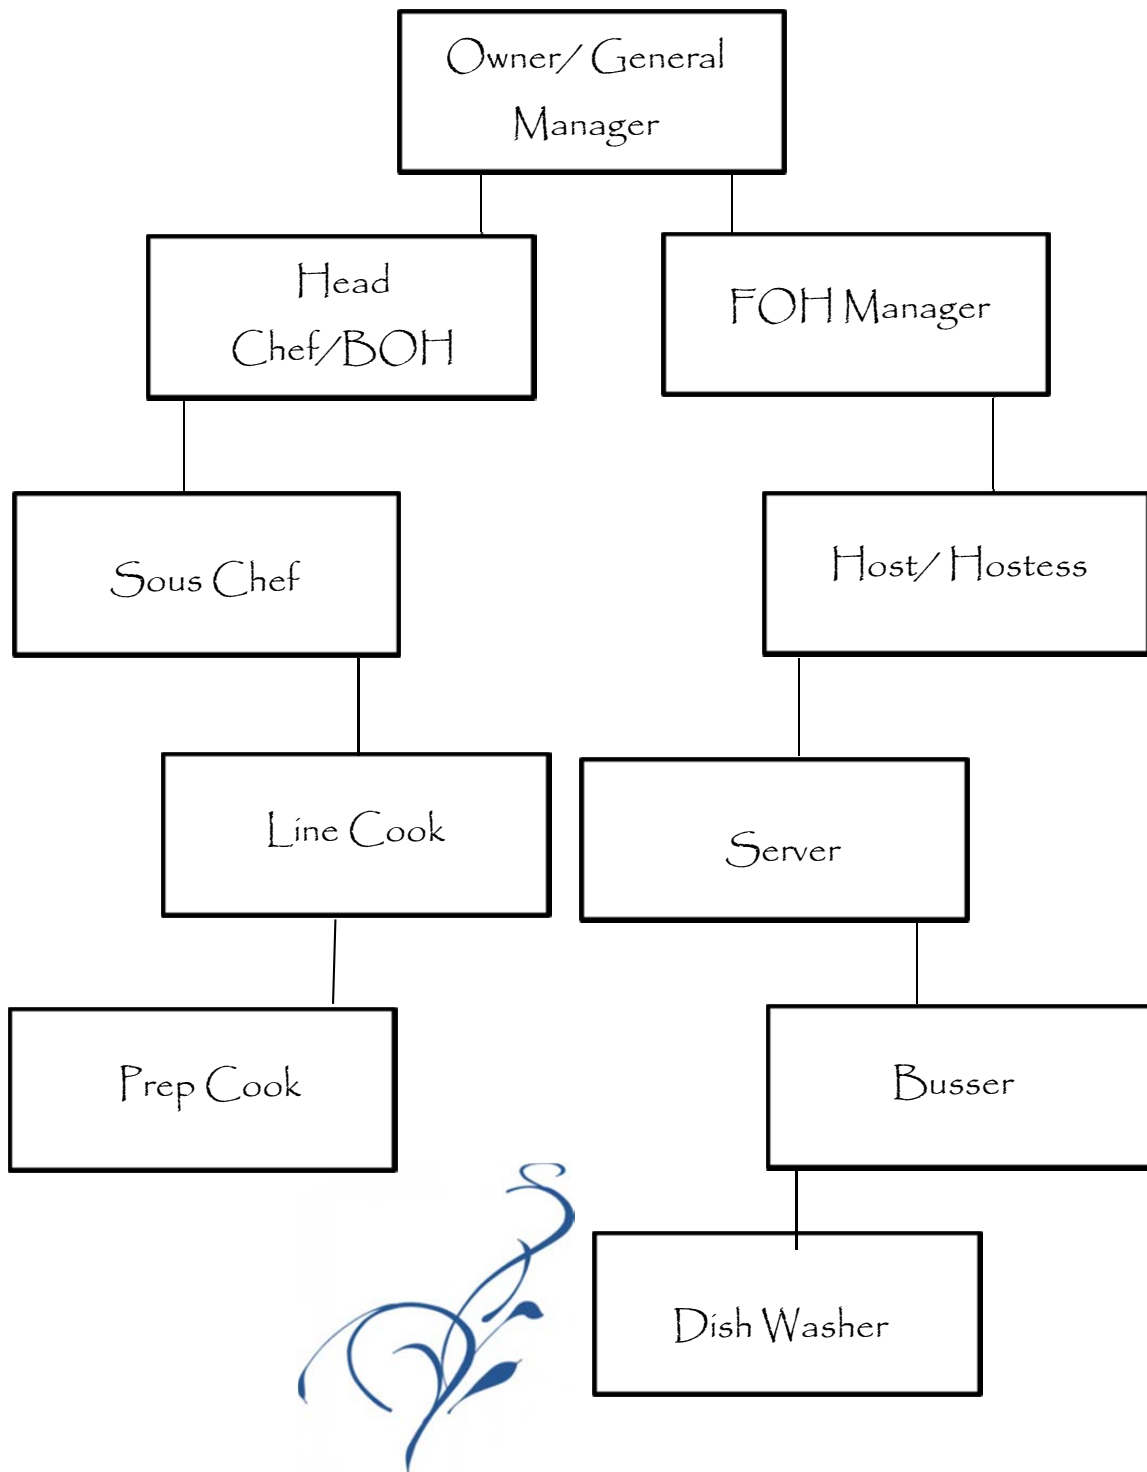 Owner/ General
Manager
Head
Chef/BOH
FOH Manager
Sous Chef
Host/ Hostess
Line Cook
Server
Prep Cook
Busser
Dish Washer